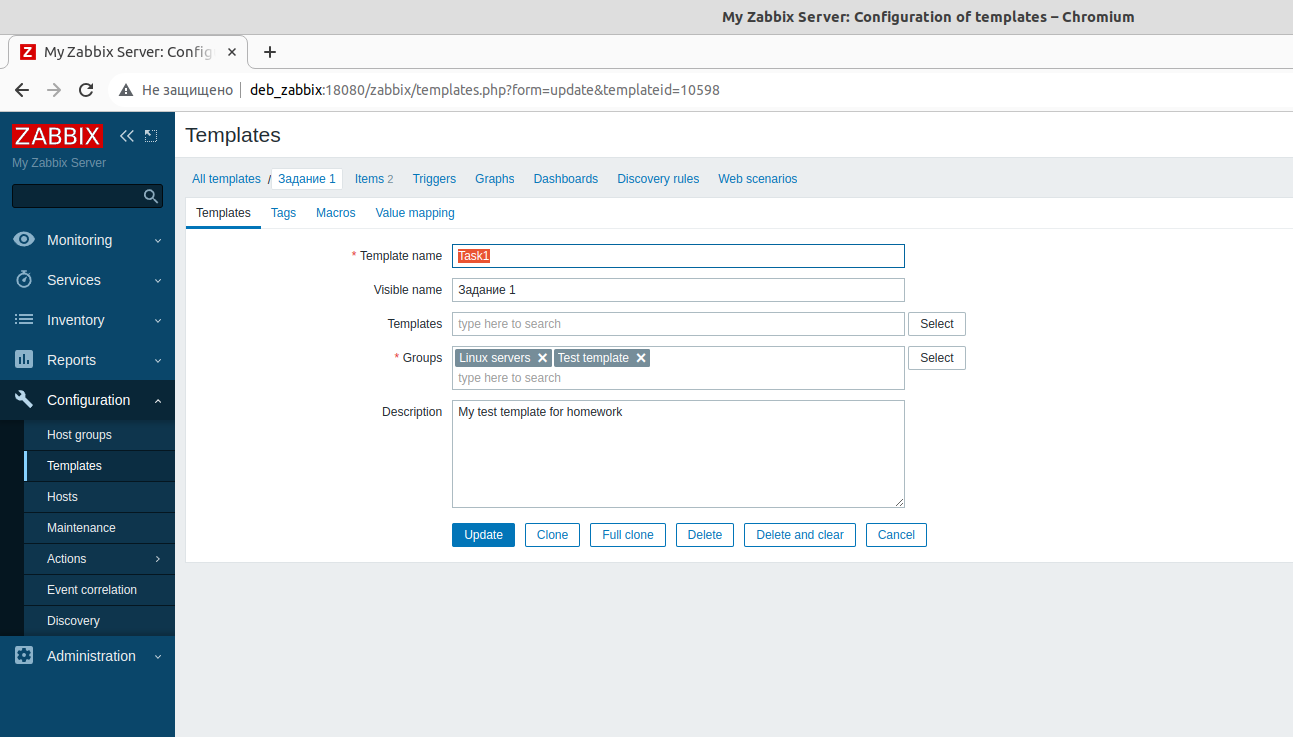 My Zabbix Server: Configuration of templates – Chromium
Z My Zabbix Server: Config
Не защищено deb_zabbix:18080/zabbix/templates.php?form=update&templateid=10598
ZABBIX
My Zabbix Server
Monitoring
Services
Inventory
Reports
Configuration
Host groups
Templates
Hosts
Maintenance
Actions
Event correlation
Discovery
Administration
Templates
All templates / Задание 1 Items 2 Triggers Graphs Dashboards Discovery rules Web scenarios
Templates Tags Macros Value mapping
* Template name Task1
Visible name Задание 1
Templates type here to search Select
* Groups Linux servers Test template Select
type here to search
Description My test template for homework
Update Clone Full clone Delete Delete and clear Cancel